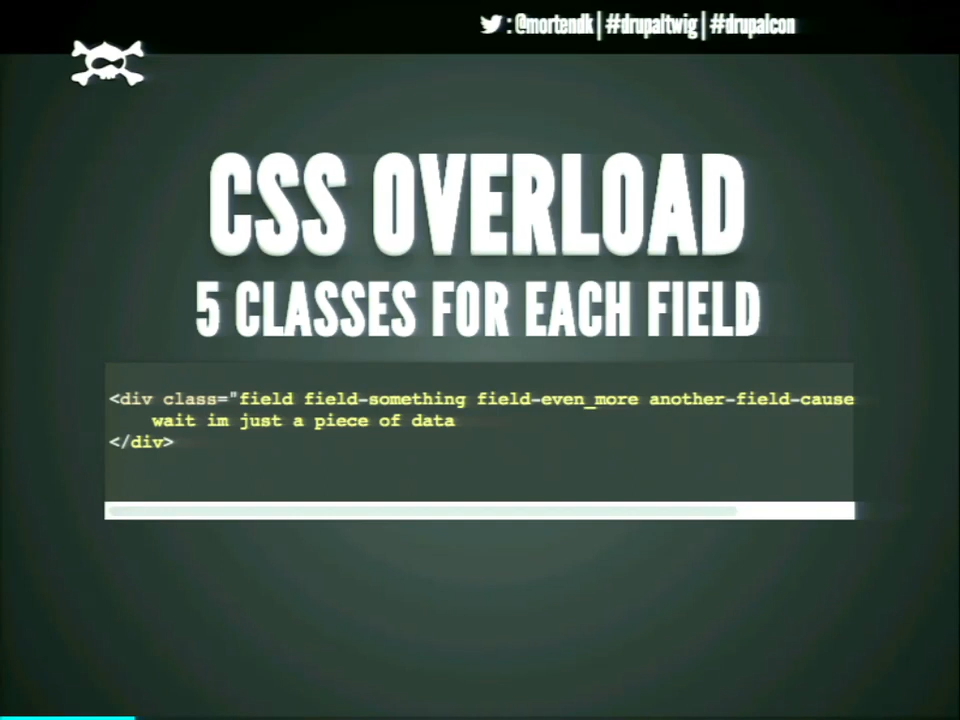 : @mortendk | #drupaltwig | #drupalcon
CSS OVERLOAD
5 CLASSES FOR EACH FIELD
<div class="field field-something field-even_more another-field-cause
wait im just a piece of data
</div>